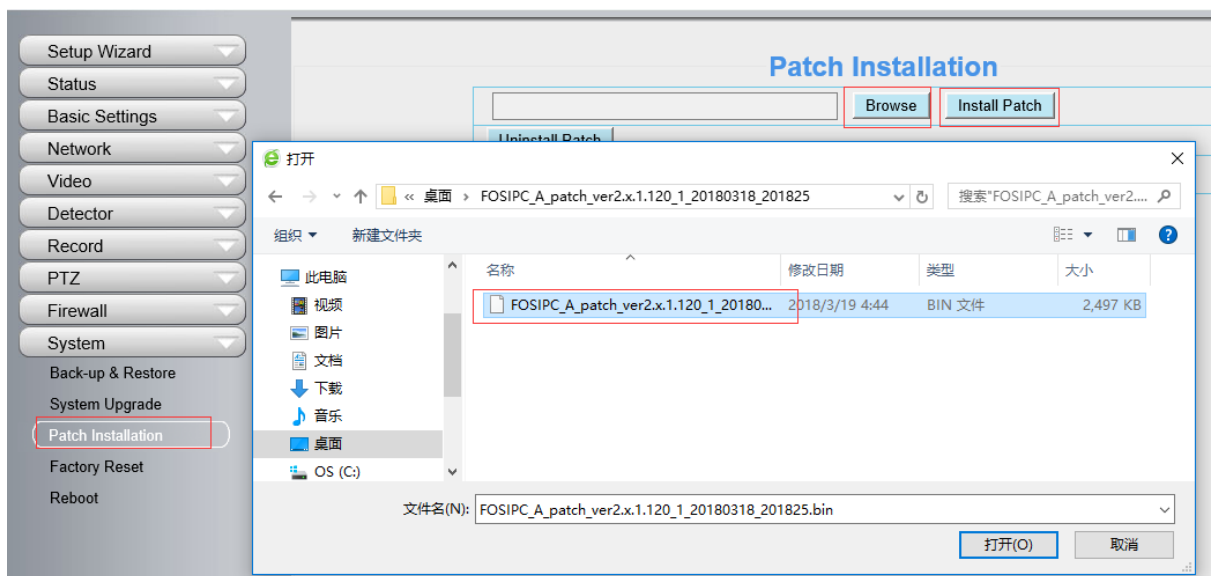 Setup Wizard
Status
Basic Settings
Network
Video
Detector
Record
PTZ
Firewall
System
Back-up & Restore
System Upgrade
Patch Installation
Factory Reset
Reboot
Patch Installation
Browse
Install Patch
Uninstall Patch
打开
« 桌面 › FOSIPC_A_patch_ver2.x.1.120_1_20180318_201825
搜索"FOSIPC_A_patch_ver2....
组织
新建文件夹
此电脑
视频
图片
文档
下载
音乐
桌面
OS (C:)
名称 修改日期 类型 大小
FOSIPC_A_patch_ver2.x.1.120_1_20180... 2018/3/19 4:44 BIN 文件 2,497 KB
文件名(N): FOSIPC_A_patch_ver2.x.1.120_1_20180318_201825.bin
打开(O)
取消